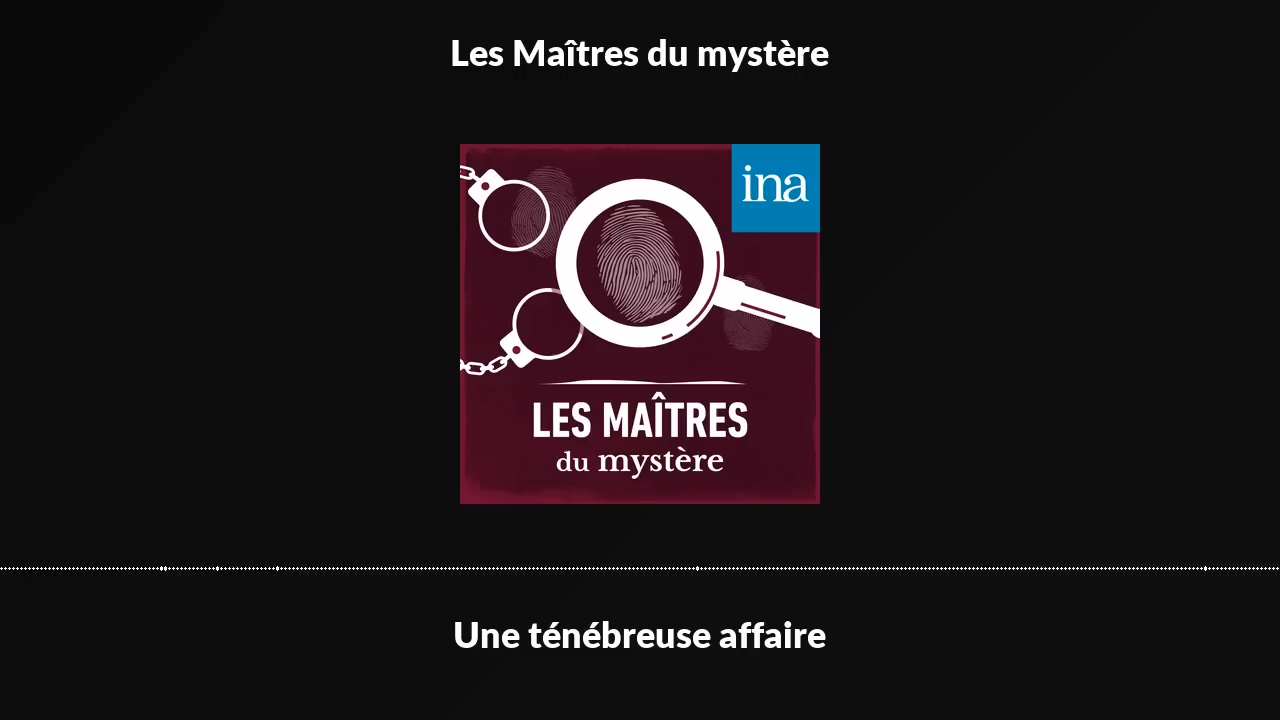 Les Maîtres du mystère
ina
LES MAÎTRES
du mystère
Une ténébreuse affaire